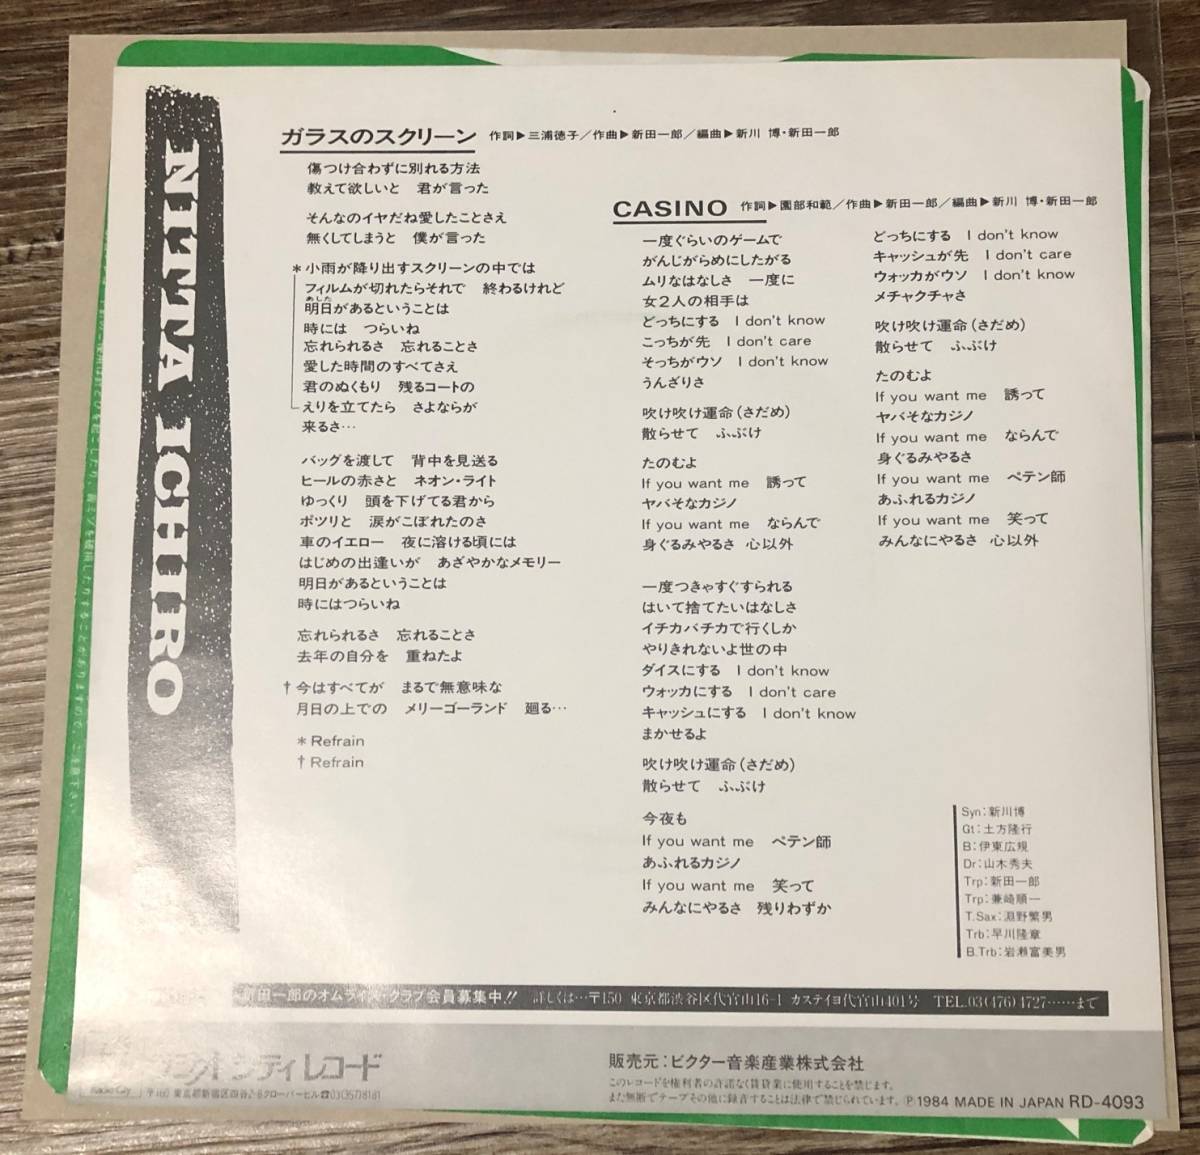 NIITA ICHIRO
ガラスのスクリーン 作詞▶三浦徳子/作曲▶新田一郎/編曲▶新川 博・新田一郎
傷つけ合わずに別れる方法
教えて欲しいと 君が言った
そんなのイヤだね愛したことさえ
無くしてしまうと 僕が言った
*小雨が降り出すスクリーンの中では
フィルムが切れたらそれで 終わるけれど
あした
明日があるということは
時には つらいね
忘れられるさ 忘れることさ
愛した時間のすべてさえ
君のぬくもり 残るコートの
えりを立てたら さよならが
来るさ…
バッグを渡して 背中を見送る
ヒールの赤さと ネオン・ライト
ゆっくり 頭を下げてる君から
ポツリと 涙がこぼれたのさ
車のイエロー 夜に溶ける頃には
はじめの出逢いが あざやかなメモリー
明日があるということは
時にはつらいね
忘れられるさ 忘れることさ
去年の自分を 重ねたよ
†今はすべてが まるで無意味な
月日の上での メリーゴーランド 廻る…
*Refrain
†Refrain
CASINO 作詞▶園部和範/作曲▶新田一郎/編曲▶新川 博・新田一郎
一度ぐらいのゲームで
がんじがらめにしたがる
ムリなはなしさ 一度に
女2人の相手は
どっちにする I don't know
こっちが先 I don't care
そっちがウソ I don't know
うんざりさ
吹け吹け運命(さだめ)
散らせて ふぶけ
たのむよ
If you want me 誘って
ヤバそなカジノ
If you want me ならんで
身ぐるみやるさ 心以外
一度つきゃすぐすられる
はいて捨てたいはなしさ
イチカバチカで行くしか
やりきれないよ世の中
ダイスにする I don't know
ウォッカにする I don't care
キャッシュにする I don't know
まかせるよ
吹け吹け運命(さだめ)
散らせて ふぶけ
今夜も
If you want me ペテン師
あふれるカジノ
If you want me 笑って
みんなにやるさ 残りわずか
どっちにする I don't know
キャッシュが先 I don't care
ウォッカがウソ I don't know
メチャクチャさ
吹け吹け運命(さだめ)
散らせて ふぶけ
たのむよ
If you want me 誘って
ヤバそなカジノ
If you want me ならんで
身ぐるみやるさ
If you want me ペテン師
あふれるカジノ
If you want me 笑って
みんなにやるさ 心以外
Syn:新川博
Gt:土方隆行
B:伊東広規
Dr:山木秀夫
Trp:新田一郎
Trp:兼崎順一
T.Sax:淵野繁男
Trb:早川隆章
B.Trb:岩瀬富美男
新田一郎のオムライス・クラブ会員募集中!! 詳しくは…〒150 東京都渋谷区代官山16-1 カステイヨ代官山401号 TEL.03(476)4727……まで
シティレコード
Radio City 〒160 東京都新宿区四谷2-8クローバービル☎03(357)8181
販売元:ビクター音楽産業株式会社
このレコードを権利者の許諾なく賃貸業に使用することを禁じます。
また無断でテープその他に録音することは法律で禁じられています。 Ⓟ1984 MADE IN JAPAN RD-4093